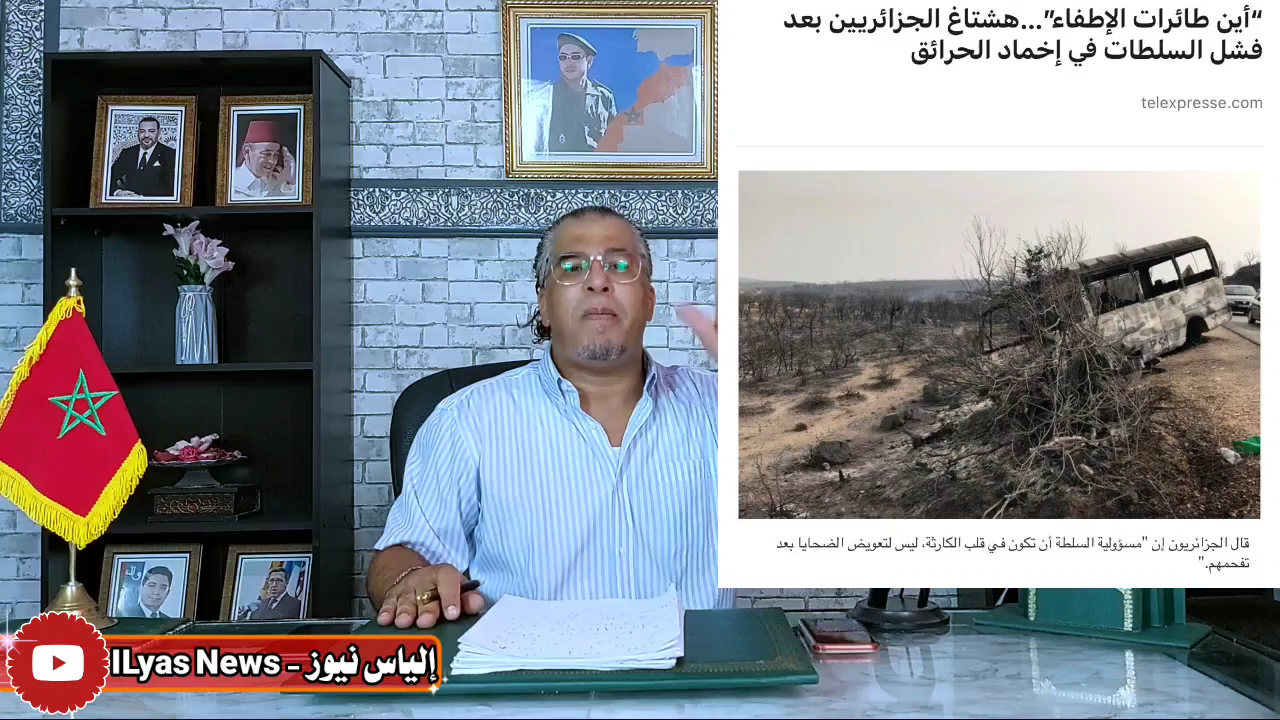 “أين طائرات الإطفاء”...هشتاغ الجزائريين بعد
فشل السلطات في إخماد الحرائق
telexpresse.com
قال الجزائريون إن "مسؤولية السلطة أن تكون في قلب الكارثة، ليس لتعويض الضحايا بعد
تفحمهم."
ILyas News - إلياس نيوز